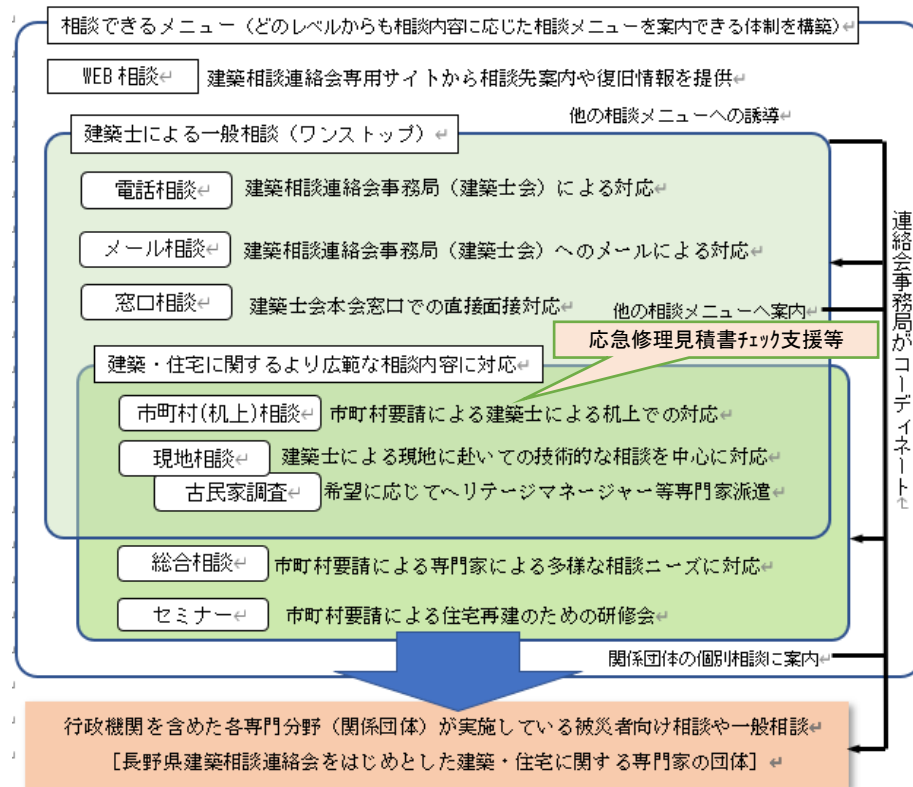 相談できるメニュー（どのレベルからも相談内容に応じた相談メニューを案内できる体制を構築）
WEB相談 建築相談連絡会専用サイトから相談先案内や復旧情報を提供
他の相談メニューへの誘導
建築士による一般相談（ワンストップ）
電話相談 建築相談連絡会事務局（建築士会）による対応
メール相談 建築相談連絡会事務局（建築士会）へのメールによる対応
窓口相談 建築士会本会窓口での直接面接対応
他の相談メニューへ案内
応急修理見積書ﾁｪｯｸ支援等
建築・住宅に関するより広範な相談内容に対応
市町村(机上)相談 市町村要請による建築士による机上での対応
現地相談 建築士による現地に赴いての技術的な相談を中心に対応
古民家調査 希望に応じてヘリテージマネージャー等専門家派遣
総合相談 市町村要請による専門家による多様な相談ニーズに対応
セミナー 市町村要請による住宅再建のための研修会
関係団体の個別相談に案内
連絡会事務局がコーディネート
行政機関を含めた各専門分野（関係団体）が実施している被災者向け相談や一般相談
［長野県建築相談連絡会をはじめとした建築・住宅に関する専門家の団体］